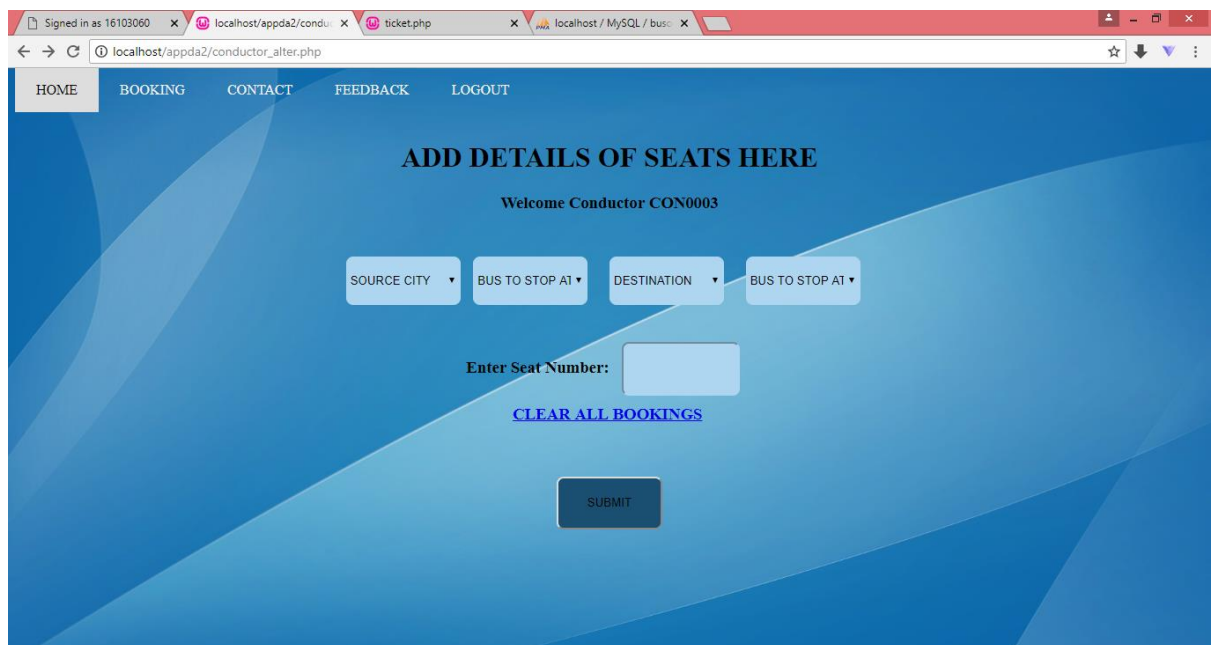 Signed in as 16103060 localhost/appda2/conduc ticket.php localhost / MySQL / buse
localhost/appda2/conductor_alter.php
HOME BOOKING CONTACT FEEDBACK LOGOUT
ADD DETAILS OF SEATS HERE
Welcome Conductor CON0003
SOURCE CITY BUS TO STOP AT DESTINATION BUS TO STOP AT
Enter Seat Number:
CLEAR ALL BOOKINGS
SUBMIT